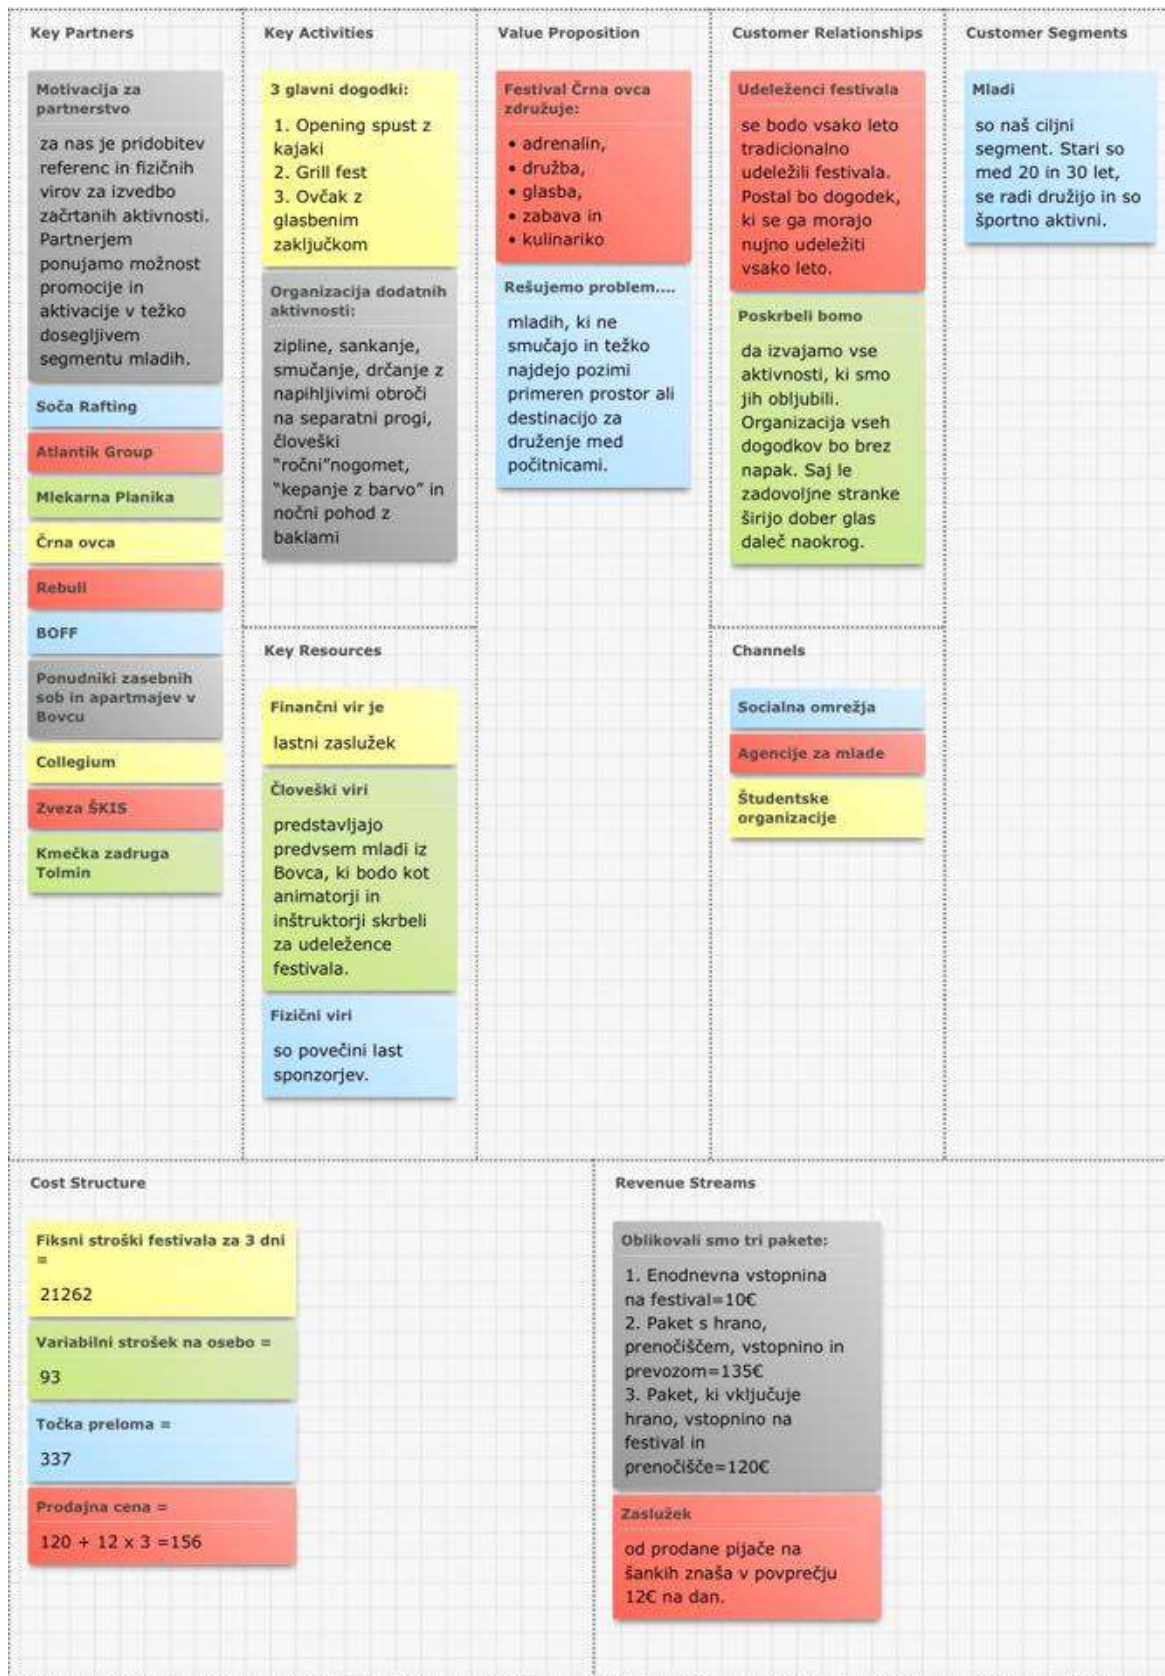 Key Partners
Motivacija za
partnerstvo
za nas je pridobitev
referenc in fizičnih
virov za izvedbo
začrtanih aktivnosti.
Partnerjem
ponujamo možnost
promocije in
aktivacije v težko
dosegljivem
segmentu mladih.
Soča Rafting
Atlantik Group
Mlekarna Planika
Črna ovca
Rebull
BOFF
Ponudniki zasebnih
sob in apartmajev v
Bovcu
Collegium
Zveza ŠKIS
Kmečka zadruga
Tolmin
Key Activities
3 glavni dogodki:
1. Opening spust z
kajaki
2. Grill fest
3. Ovčak z
glasbenim
zaključkom
Organizacija dodatnih
aktivnosti:
zipline, sankanje,
smučanje, drčanje z
napihljivimi obroči
na separatni progi,
človeški
"ročni"nogomet,
"kepanje z barvo" in
nočni pohod z
baklami
Key Resources
Finančni vir je
lastni zaslužek
Človeški viri
predstavljajo
predvsem mladi iz
Bovca, ki bodo kot
animatorji in
inštruktorji skrbeli
za udeležence
festivala.
Fizični viri
so povečini last
sponzorjev.
Value Proposition
Festival Črna ovca
združuje:
• adrenalin,
• družba,
• glasba,
• zabava in
• kulinariko
Rešujemo problem....
mladih, ki ne
smučajo in težko
najdejo pozimi
primeren prostor ali
destinacijo za
druženje med
počitnicami.
Customer Relationships
Udeleženci festivala
se bodo vsako leto
tradicionalno
udeležili festivala.
Postal bo dogodek,
ki se ga morajo
nujno udeležiti
vsako leto.
Poskrbeli bomo
da izvajamo vse
aktivnosti, ki smo
jih obljubili.
Organizacija vseh
dogodkov bo brez
napak. Saj le
zadovoljne stranke
širijo dober glas
daleč naokrog.
Channels
Socialna omrežja
Agencije za mlade
Študentske
organizacije
Customer Segments
Mladi
so naš ciljni
segment. Stari so
med 20 in 30 let,
se radi družijo in so
športno aktivni.
Cost Structure
Fiksni stroški festivala za 3 dni
=
21262
Variabilni strošek na osebo =
93
Točka preloma =
337
Prodajna cena =
120 + 12 x 3 =156
Revenue Streams
Oblikovali smo tri pakete:
1. Enodnevna vstopnina
na festival=10€
2. Paket s hrano,
prenočiščem, vstopnino in
prevozom=135€
3. Paket, ki vključuje
hrano, vstopnino na
festival in
prenočišče=120€
Zaslužek
od prodane pijače na
šankih znaša v povprečju
12€ na dan.